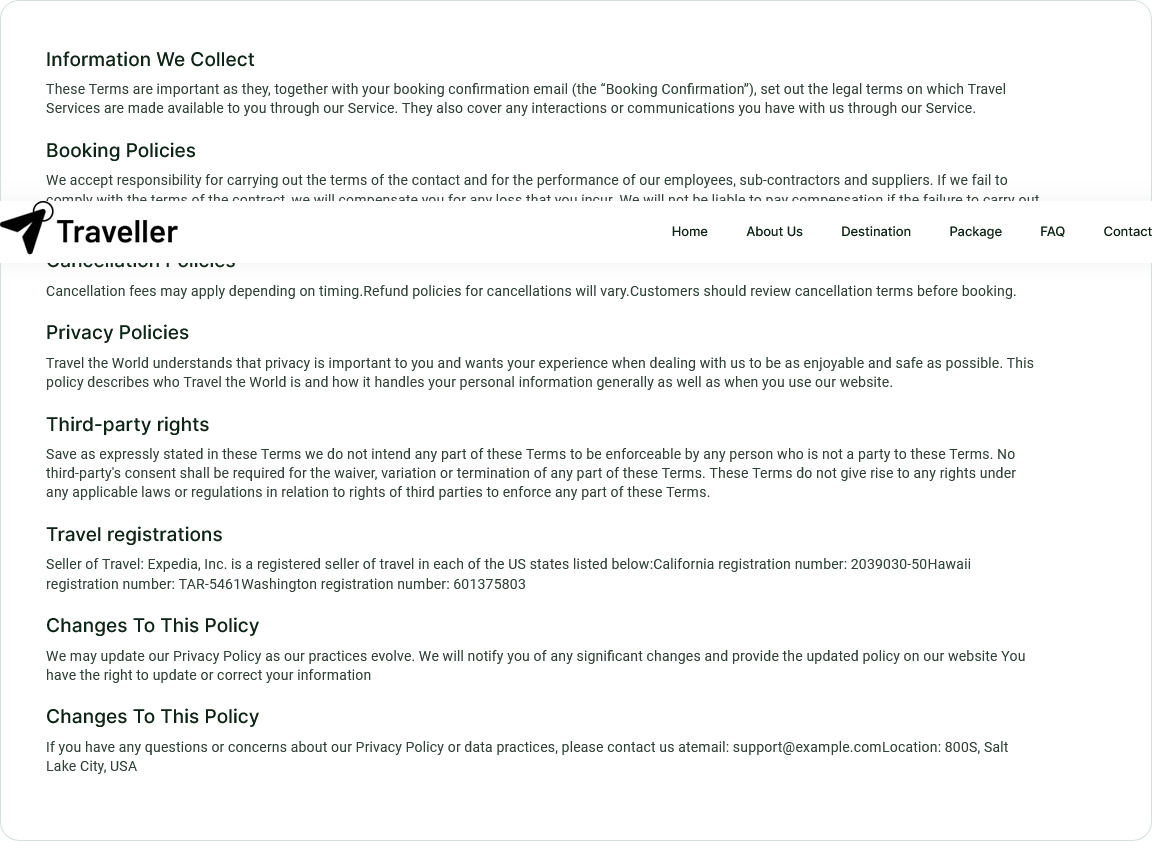 Information We Collect
These Terms are important as they, together with your booking confirmation email (the “Booking Confirmation”), set out the legal terms on which Travel
Services are made available to you through our Service. They also cover any interactions or communications you have with us through our Service.
Booking Policies
We accept responsibility for carrying out the terms of the contact and for the performance of our employees, sub-contractors and suppliers. If we fail to
comply with the terms of the contract, we will compensate you for any loss that you incur. We will not be liable to pay compensation if the failure to carry out
Traveller
Home About Us Destination Package FAQ Contact
Cancellation Policies
Cancellation fees may apply depending on timing.Refund policies for cancellations will vary.Customers should review cancellation terms before booking.
Privacy Policies
Travel the World understands that privacy is important to you and wants your experience when dealing with us to be as enjoyable and safe as possible. This
policy describes who Travel the World is and how it handles your personal information generally as well as when you use our website.
Third-party rights
Save as expressly stated in these Terms we do not intend any part of these Terms to be enforceable by any person who is not a party to these Terms. No
third-party's consent shall be required for the waiver, variation or termination of any part of these Terms. These Terms do not give rise to any rights under
any applicable laws or regulations in relation to rights of third parties to enforce any part of these Terms.
Travel registrations
Seller of Travel: Expedia, Inc. is a registered seller of travel in each of the US states listed below:California registration number: 2039030-50Hawaii
registration number: TAR-5461Washington registration number: 601375803
Changes To This Policy
We may update our Privacy Policy as our practices evolve. We will notify you of any significant changes and provide the updated policy on our website You
have the right to update or correct your information
Changes To This Policy
If you have any questions or concerns about our Privacy Policy or data practices, please contact us atemail: support@example.comLocation: 800S, Salt
Lake City, USA